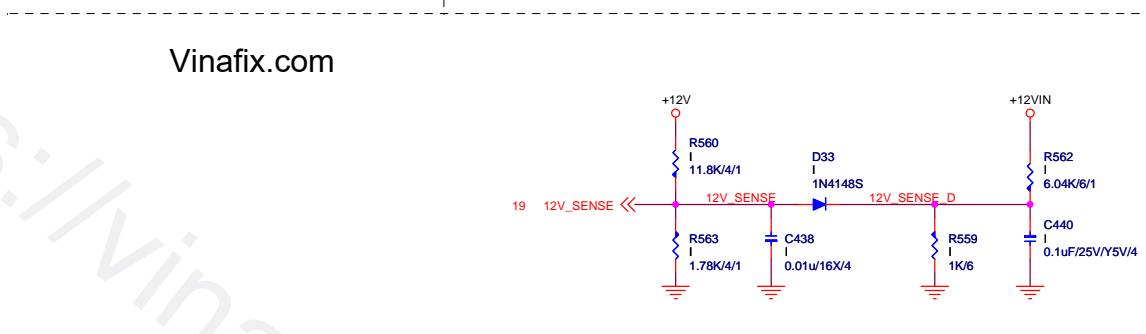 Vinafix.com
+12V
+12VIN
R560
I
11.8K/4/1
D33
I
1N4148S
R562
I
6.04K/6/1
19 12V_SENSE
12V_SENSE
12V_SENSE_D
R563
I
1.78K/4/1
C438
I
0.01u/16X/4
R559
I
1K/6
C440
I
0.1uF/25V/Y5V/4
s://vina